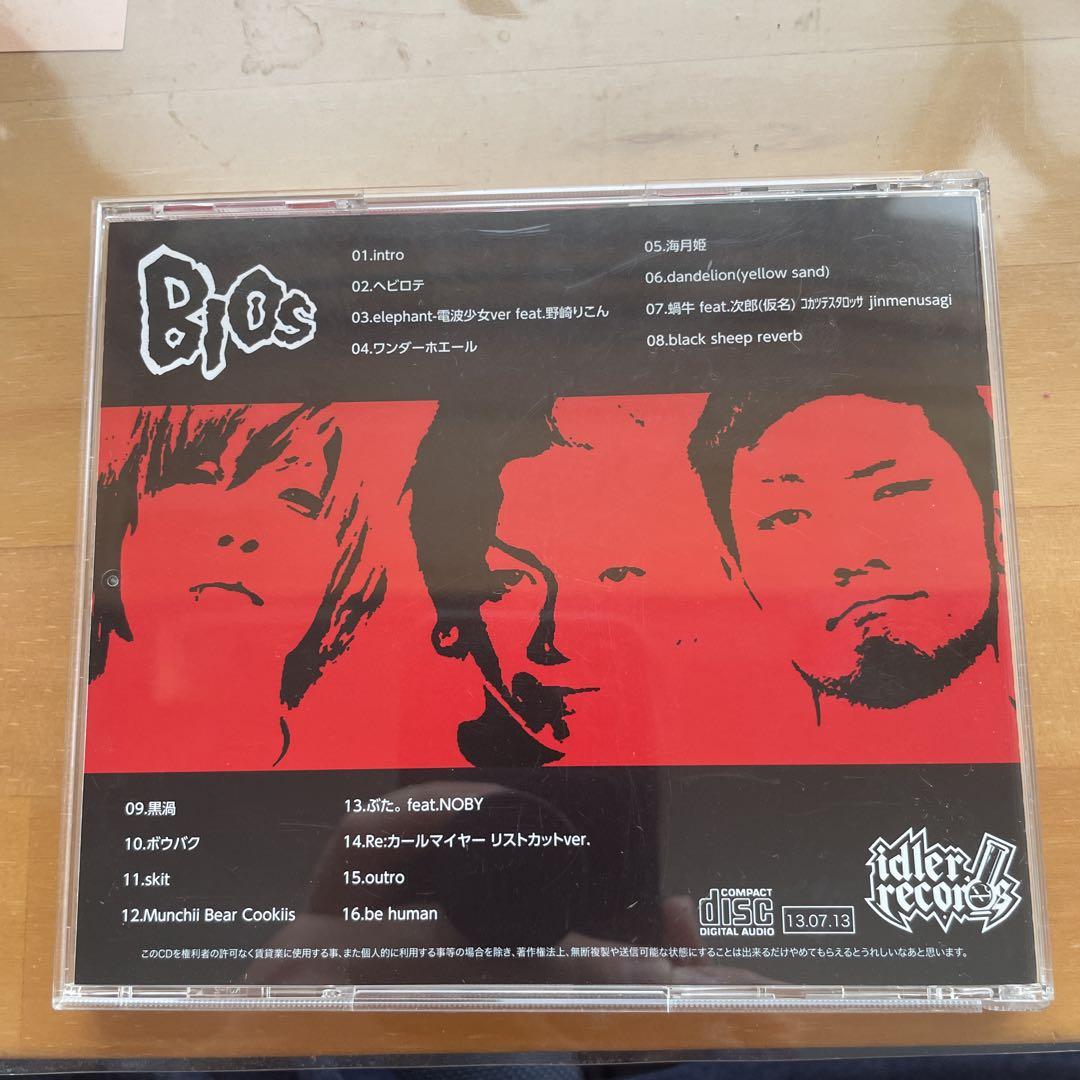 BiOs
01.intro
02.ヘビロテ
03.elephant-電波少女ver feat.野崎りこん
04.ワンダーホエール
05.海月姫
06.dandelion(yellow sand)
07.蝸牛 feat.次郎(仮名) コカツテスタロッサ jinmenusagi
08.black sheep reverb
09.黒渦
10.ボウバク
11.skit
12.Munchii Bear Cookiis
13.ぶた。feat.NOBY
14.Re:カールマイヤー リストカットver.
15.outro
16.be human
COMPACT
disc
DIGITAL AUDIO
13.07.13
idler
records
このCDを権利者の許可なく賃貸業に使用する事、また個人的に利用する事等の場合を除き、著作権法上、無断複製や送信可能な状態にすることは出来るだけやめてもらえるとうれしいなあと思います。